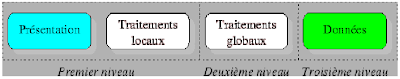 Présentation
Traitements
locaux
Traitements
globaux
Données
Premier niveau
Deuxième niveau
Troisième niveau